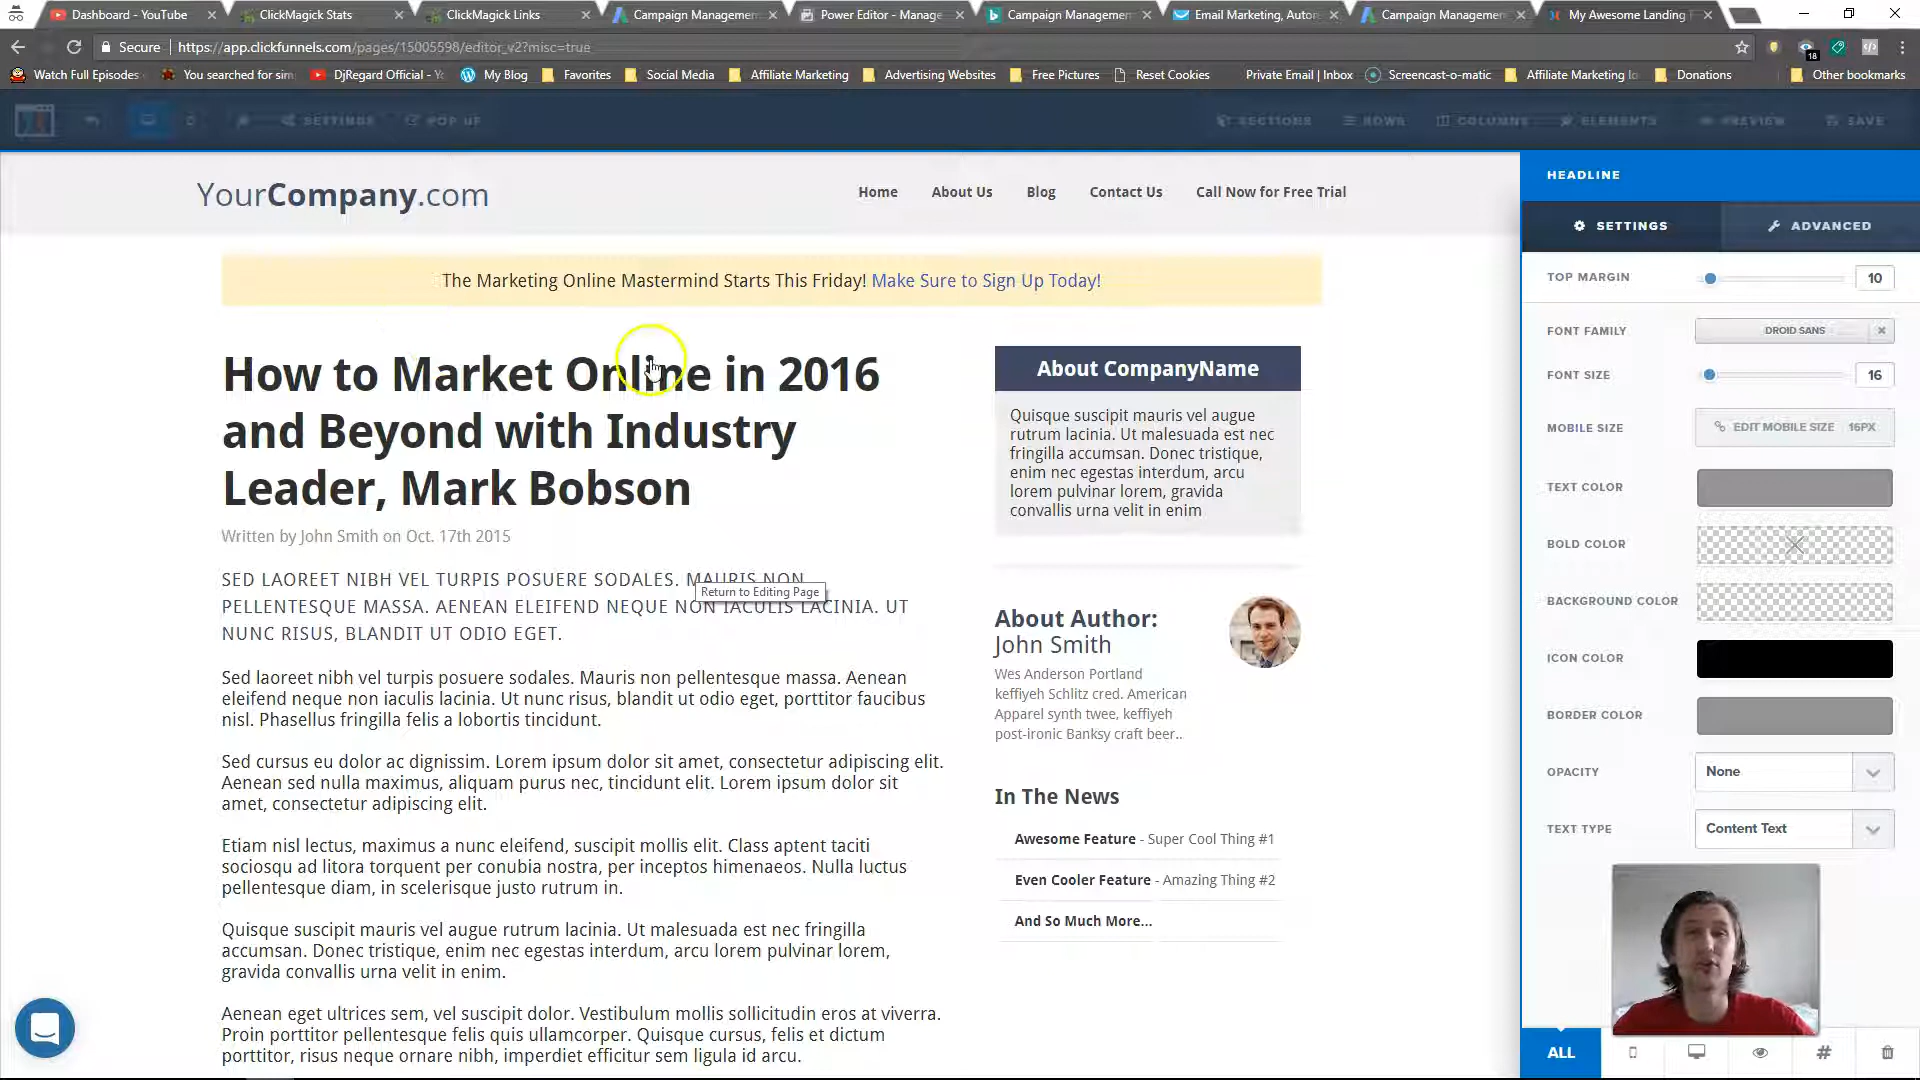 Dashboard - YouTube
ClickMagick Stats
ClickMagick Links
Campaign Management
Power Editor - Manage
Campaign Management
Email Marketing, Autor
Campaign Management
My Awesome Landing
Secure
https://app.clickfunnels.com/pages/15005598/editor_v2?misc=true
Watch Full Episodes
You searched for sim
DjRegard Official - Yo
My Blog
Favorites
Social Media
Affiliate Marketing
Advertising Websites
Free Pictures
Reset Cookies
Private Email | Inbox
Screencast-o-matic
Affiliate Marketing Io
Donations
Other bookmarks
18
SETTINGS
POP UP
SECTIONS
ROWS
COLUMNS
ELEMENTS
PREVIEW
SAVE
YourCompany.com
Home
About Us
Blog
Contact Us
Call Now for Free Trial
The Marketing Online Mastermind Starts This Friday! Make Sure to Sign Up Today!
How to Market Online in 2016
and Beyond with Industry
Leader, Mark Bobson
Written by John Smith on Oct. 17th 2015
SED LAOREET NIBH VEL TURPIS POSUERE SODALES. MAURIS NON
PELLENTESQUE MASSA. AENEAN ELEIFEND NEQUE NON IACULIS LACINIA. UT
NUNC RISUS, BLANDIT UT ODIO EGET.
Return to Editing Page
Sed laoreet nibh vel turpis posuere sodales. Mauris non pellentesque massa. Aenean
eleifend neque non iaculis lacinia. Ut nunc risus, blandit ut odio eget, porttitor faucibus
nisl. Phasellus fringilla felis a lobortis tincidunt.
Sed cursus eu dolor ac dignissim. Lorem ipsum dolor sit amet, consectetur adipiscing elit.
Aenean sed nulla maximus, aliquam purus nec, tincidunt elit. Lorem ipsum dolor sit
amet, consectetur adipiscing elit.
Etiam nisl lectus, maximus a nunc eleifend, suscipit mollis elit. Class aptent taciti
sociosqu ad litora torquent per conubia nostra, per inceptos himenaeos. Nulla luctus
pellentesque diam, in scelerisque justo rutrum in.
Quisque suscipit mauris vel augue rutrum lacinia. Ut malesuada est nec fringilla
accumsan. Donec tristique, enim nec egestas interdum, arcu lorem pulvinar lorem,
gravida convallis urna velit in enim.
Aenean eget ultrices sem, vel suscipit dolor. Vestibulum mollis sollicitudin eros at viverra.
Proin porttitor pellentesque felis quis ullamcorper. Quisque cursus, felis et dictum
porttitor, risus neque ornare nibh, imperdiet efficitur sem ligula id arcu.
About CompanyName
Quisque suscipit mauris vel augue
rutrum lacinia. Ut malesuada est nec
fringilla accumsan. Donec tristique,
enim nec egestas interdum, arcu
lorem pulvinar lorem, gravida
convallis urna velit in enim
About Author:
John Smith
Wes Anderson Portland
keffiyeh Schlitz cred. American
Apparel synth twee, keffiyeh
post-ironic Banksy craft beer..
In The News
Awesome Feature - Super Cool Thing #1
Even Cooler Feature - Amazing Thing #2
And So Much More...
HEADLINE
SETTINGS
ADVANCED
TOP MARGIN
10
FONT FAMILY
DROID SANS
FONT SIZE
16
MOBILE SIZE
EDIT MOBILE SIZE 16PX
TEXT COLOR
BOLD COLOR
BACKGROUND COLOR
ICON COLOR
BORDER COLOR
OPACITY
None
TEXT TYPE
Content Text
ALL